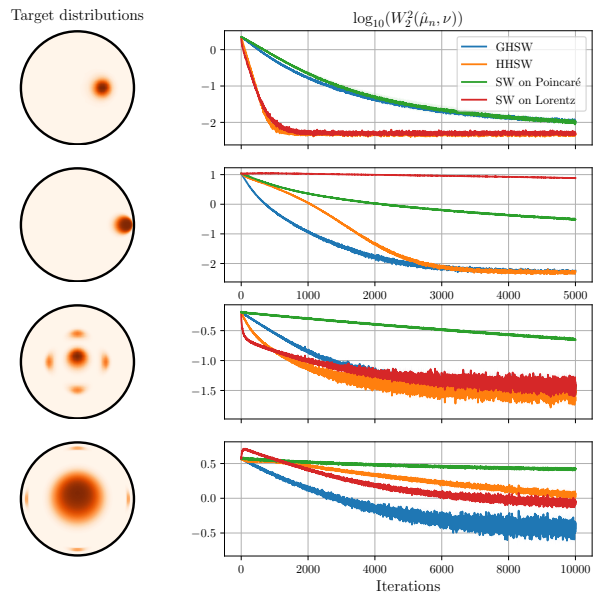 Target distributions
log₁₀(W₂²(μ̂ₙ, ν))
0
−1
−2
GHSW
HHSW
SW on Poincaré
SW on Lorentz
1
0
−1
−2
0 1000 2000 3000 4000 5000
−0.5
−1.0
−1.5
0.5
0.0
−0.5
0 2000 4000 6000 8000 10000
Iterations